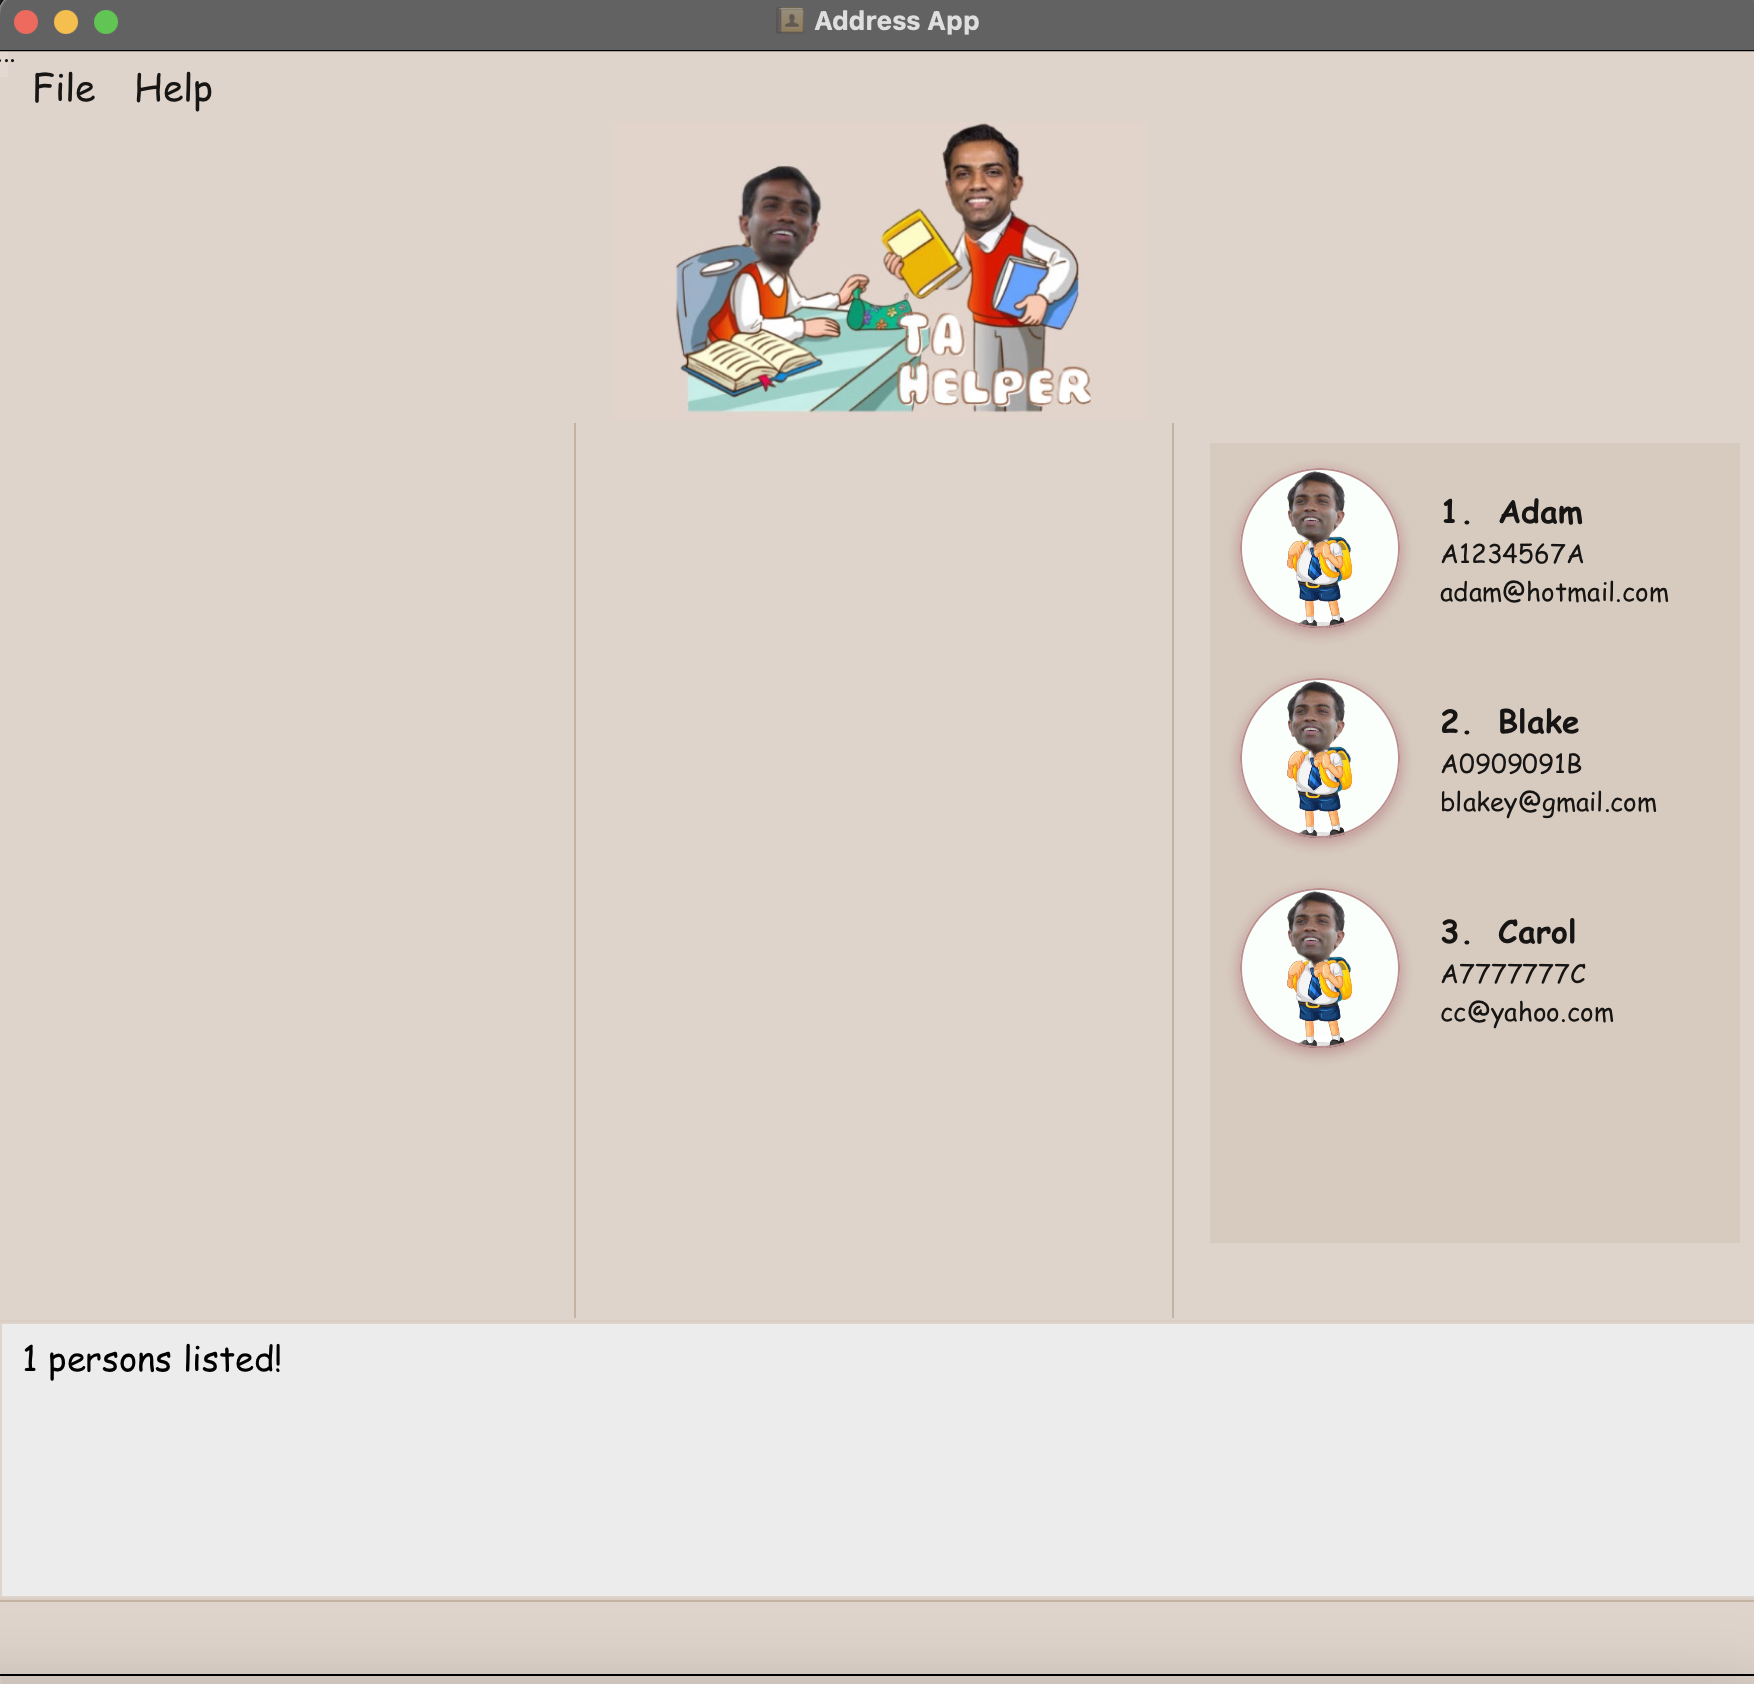 Address App
...
File Help
TA
HELPER
1. Adam
A1234567A
adam@hotmail.com
2. Blake
A0909091B
blakey@gmail.com
3. Carol
A7777777C
cc@yahoo.com
1 persons listed!